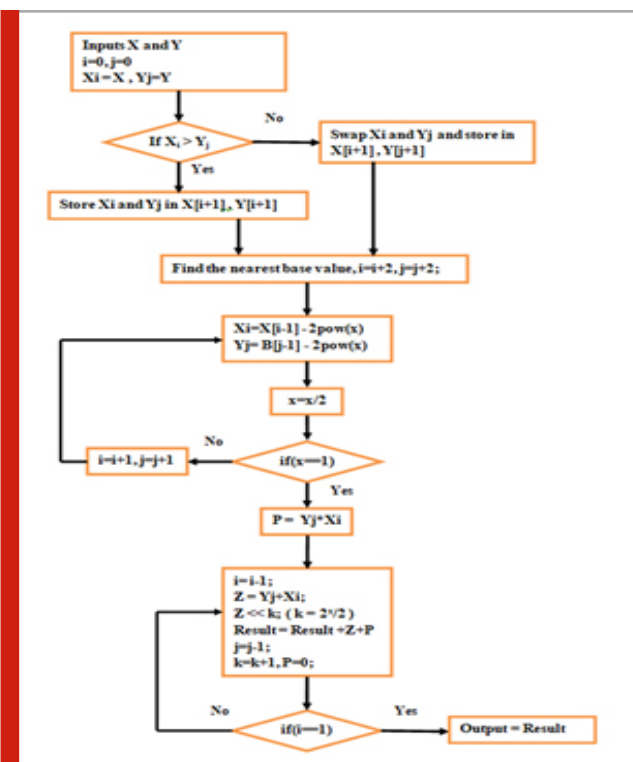 Inputs X and Y
i=0, j=0
Xi = X , Yj=Y
If Xi > Yj
No
Swap Xi and Yj and store in
X[i+1] , Y[j+1]
Yes
Store Xi and Yj in X[i+1] , Y[i+1]
Find the nearest base value, i=i+2, j=j+2;
Xi=X[i-1] - 2pow(x)
Yj= B[j-1] - 2pow(x)
x=x/2
No
i=i+1, j=j+1
if(x==1)
Yes
P = Yj*Xi
i=i-1;
Z = Yj+Xi;
Z << k; ( k = 2ˣ/2 )
Result = Result +Z+P
j=j-1;
k=k+1, P=0;
No
if(i==1)
Yes
Output = Result